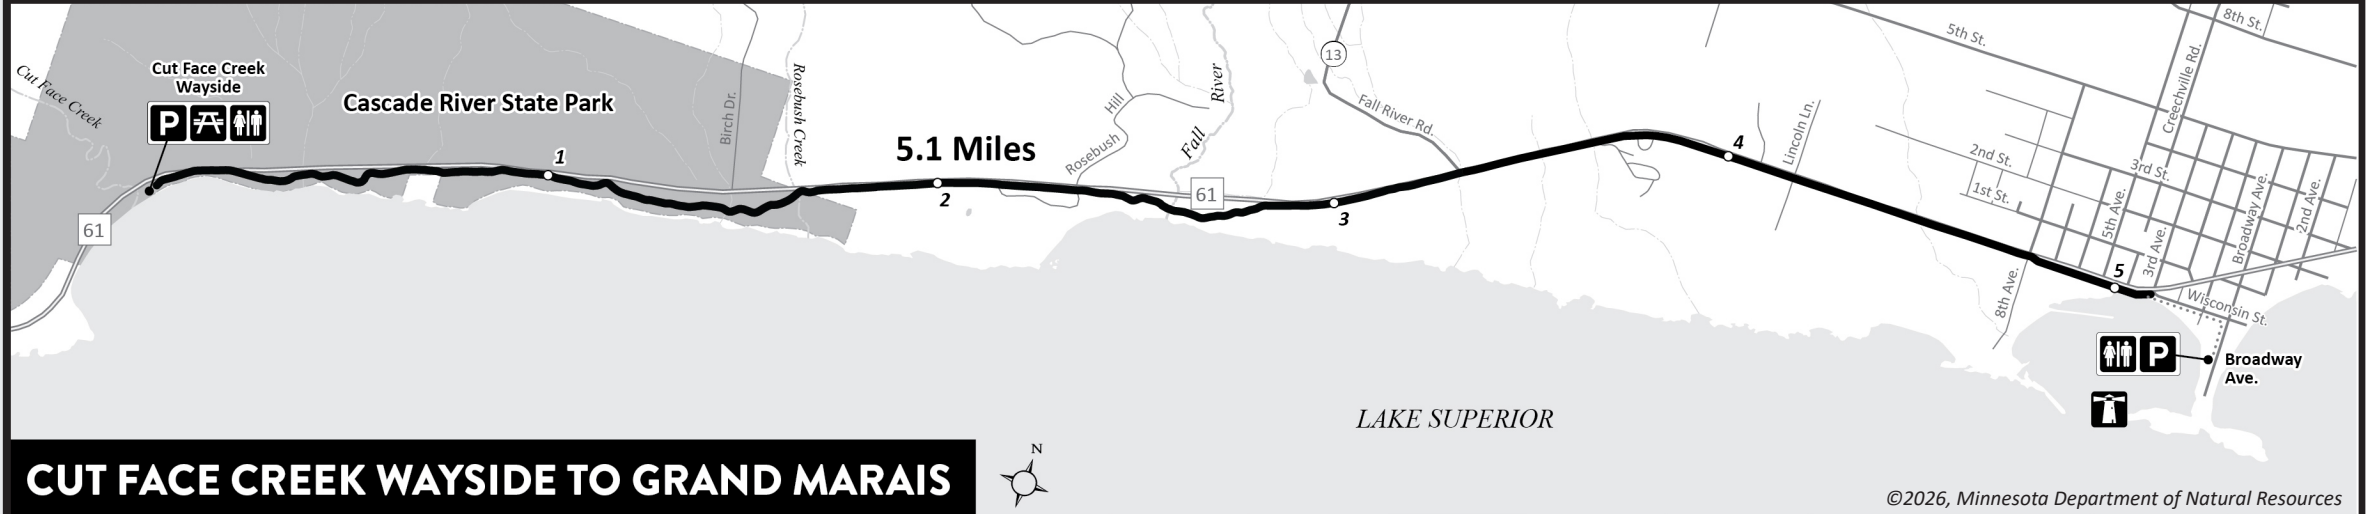 Cut Face Creek
Cut Face Creek
Wayside
P
Cascade River State Park
61
1
Birch Dr.
Rosebush Creek
5.1 Miles
2
Rosebush
Hill
Fall
River
61
13
Fall River Rd.
3
4
Lincoln Ln.
5th St.
8th St.
Creechville Rd.
2nd St.
1st St.
3rd St.
5th Ave.
3rd Ave.
Broadway Ave.
2nd Ave.
8th Ave.
5
Wisconsin St.
P
Broadway
Ave.
LAKE SUPERIOR
N
CUT FACE CREEK WAYSIDE TO GRAND MARAIS
©2026, Minnesota Department of Natural Resources